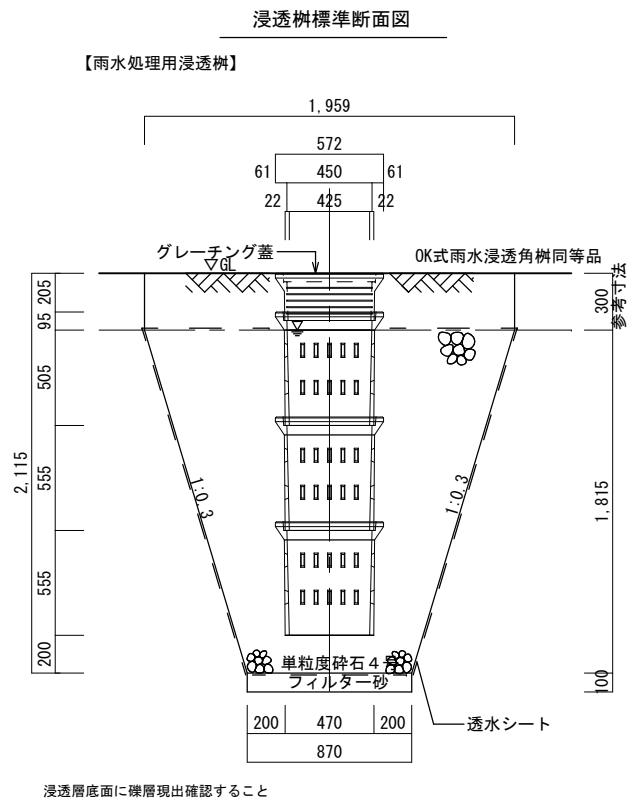 浸透桝標準断面図
【雨水処理用浸透桝】
1,959
572
61 450 61
22 425 22
グレーチング蓋
GL
OK式雨水浸透角桝同等品
205
95
505
555
555
200
2,115
300
参考寸法
1,815
100
1:0.3
1:0.3
単粒度砕石4号
フィルター砂
透水シート
200 470 200
870
浸透層底面に礫層現出確認すること